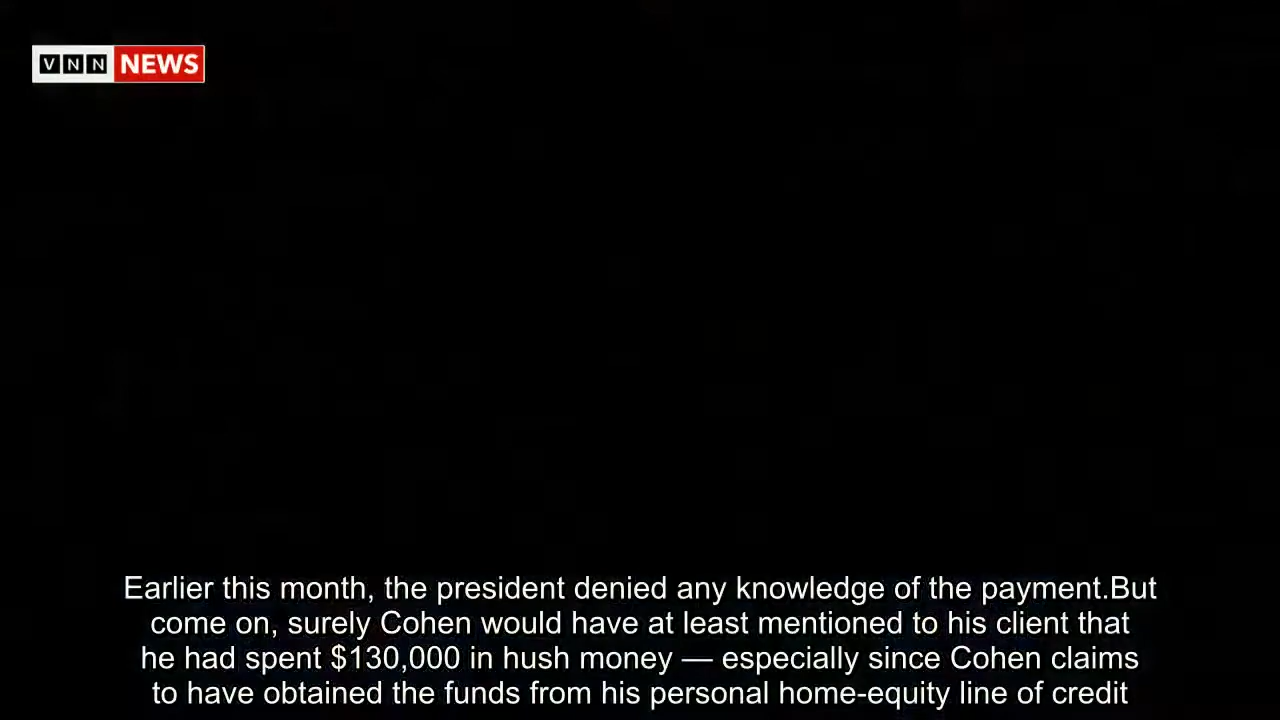 VNN NEWS
Earlier this month, the president denied any knowledge of the payment.But
come on, surely Cohen would have at least mentioned to his client that
he had spent $130,000 in hush money — especially since Cohen claims
to have obtained the funds from his personal home-equity line of credit